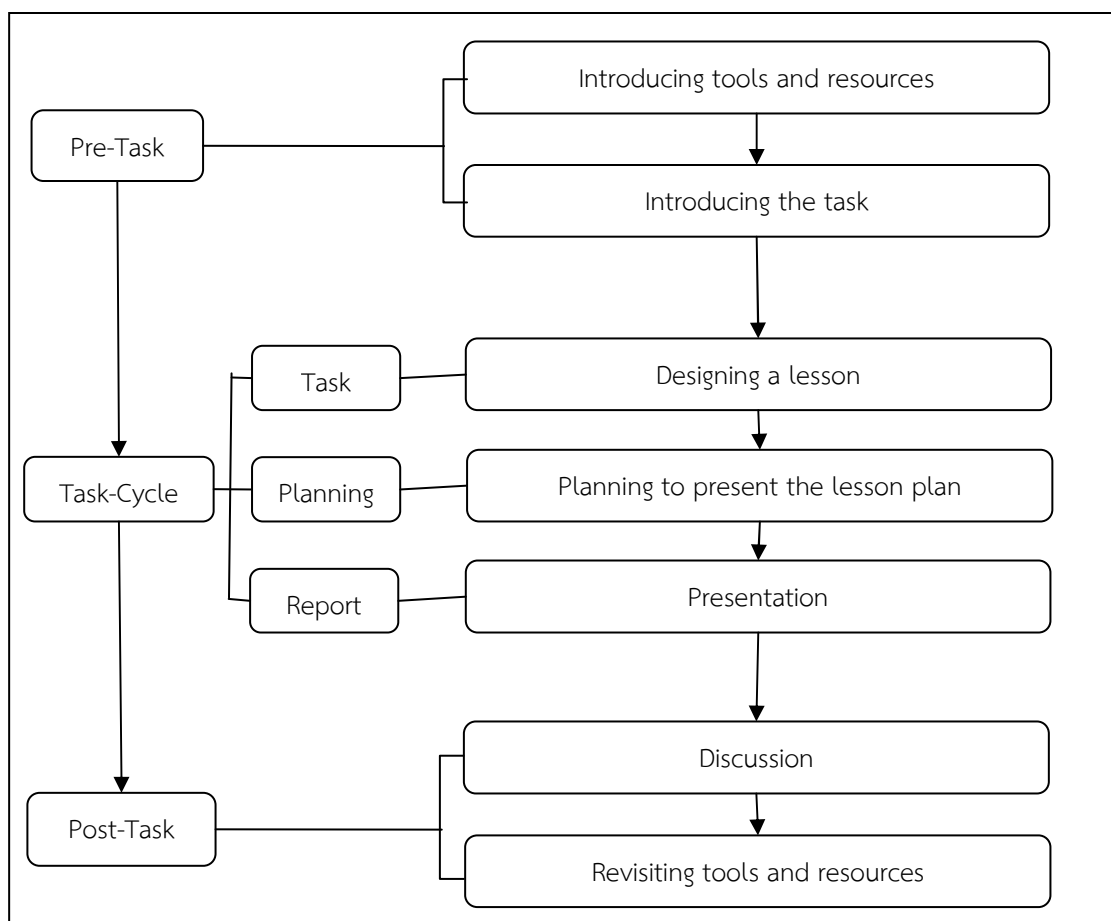 Introducing tools and resources
Pre-Task
Introducing the task
Task
Designing a lesson
Task-Cycle
Planning
Planning to present the lesson plan
Report
Presentation
Discussion
Post-Task
Revisiting tools and resources